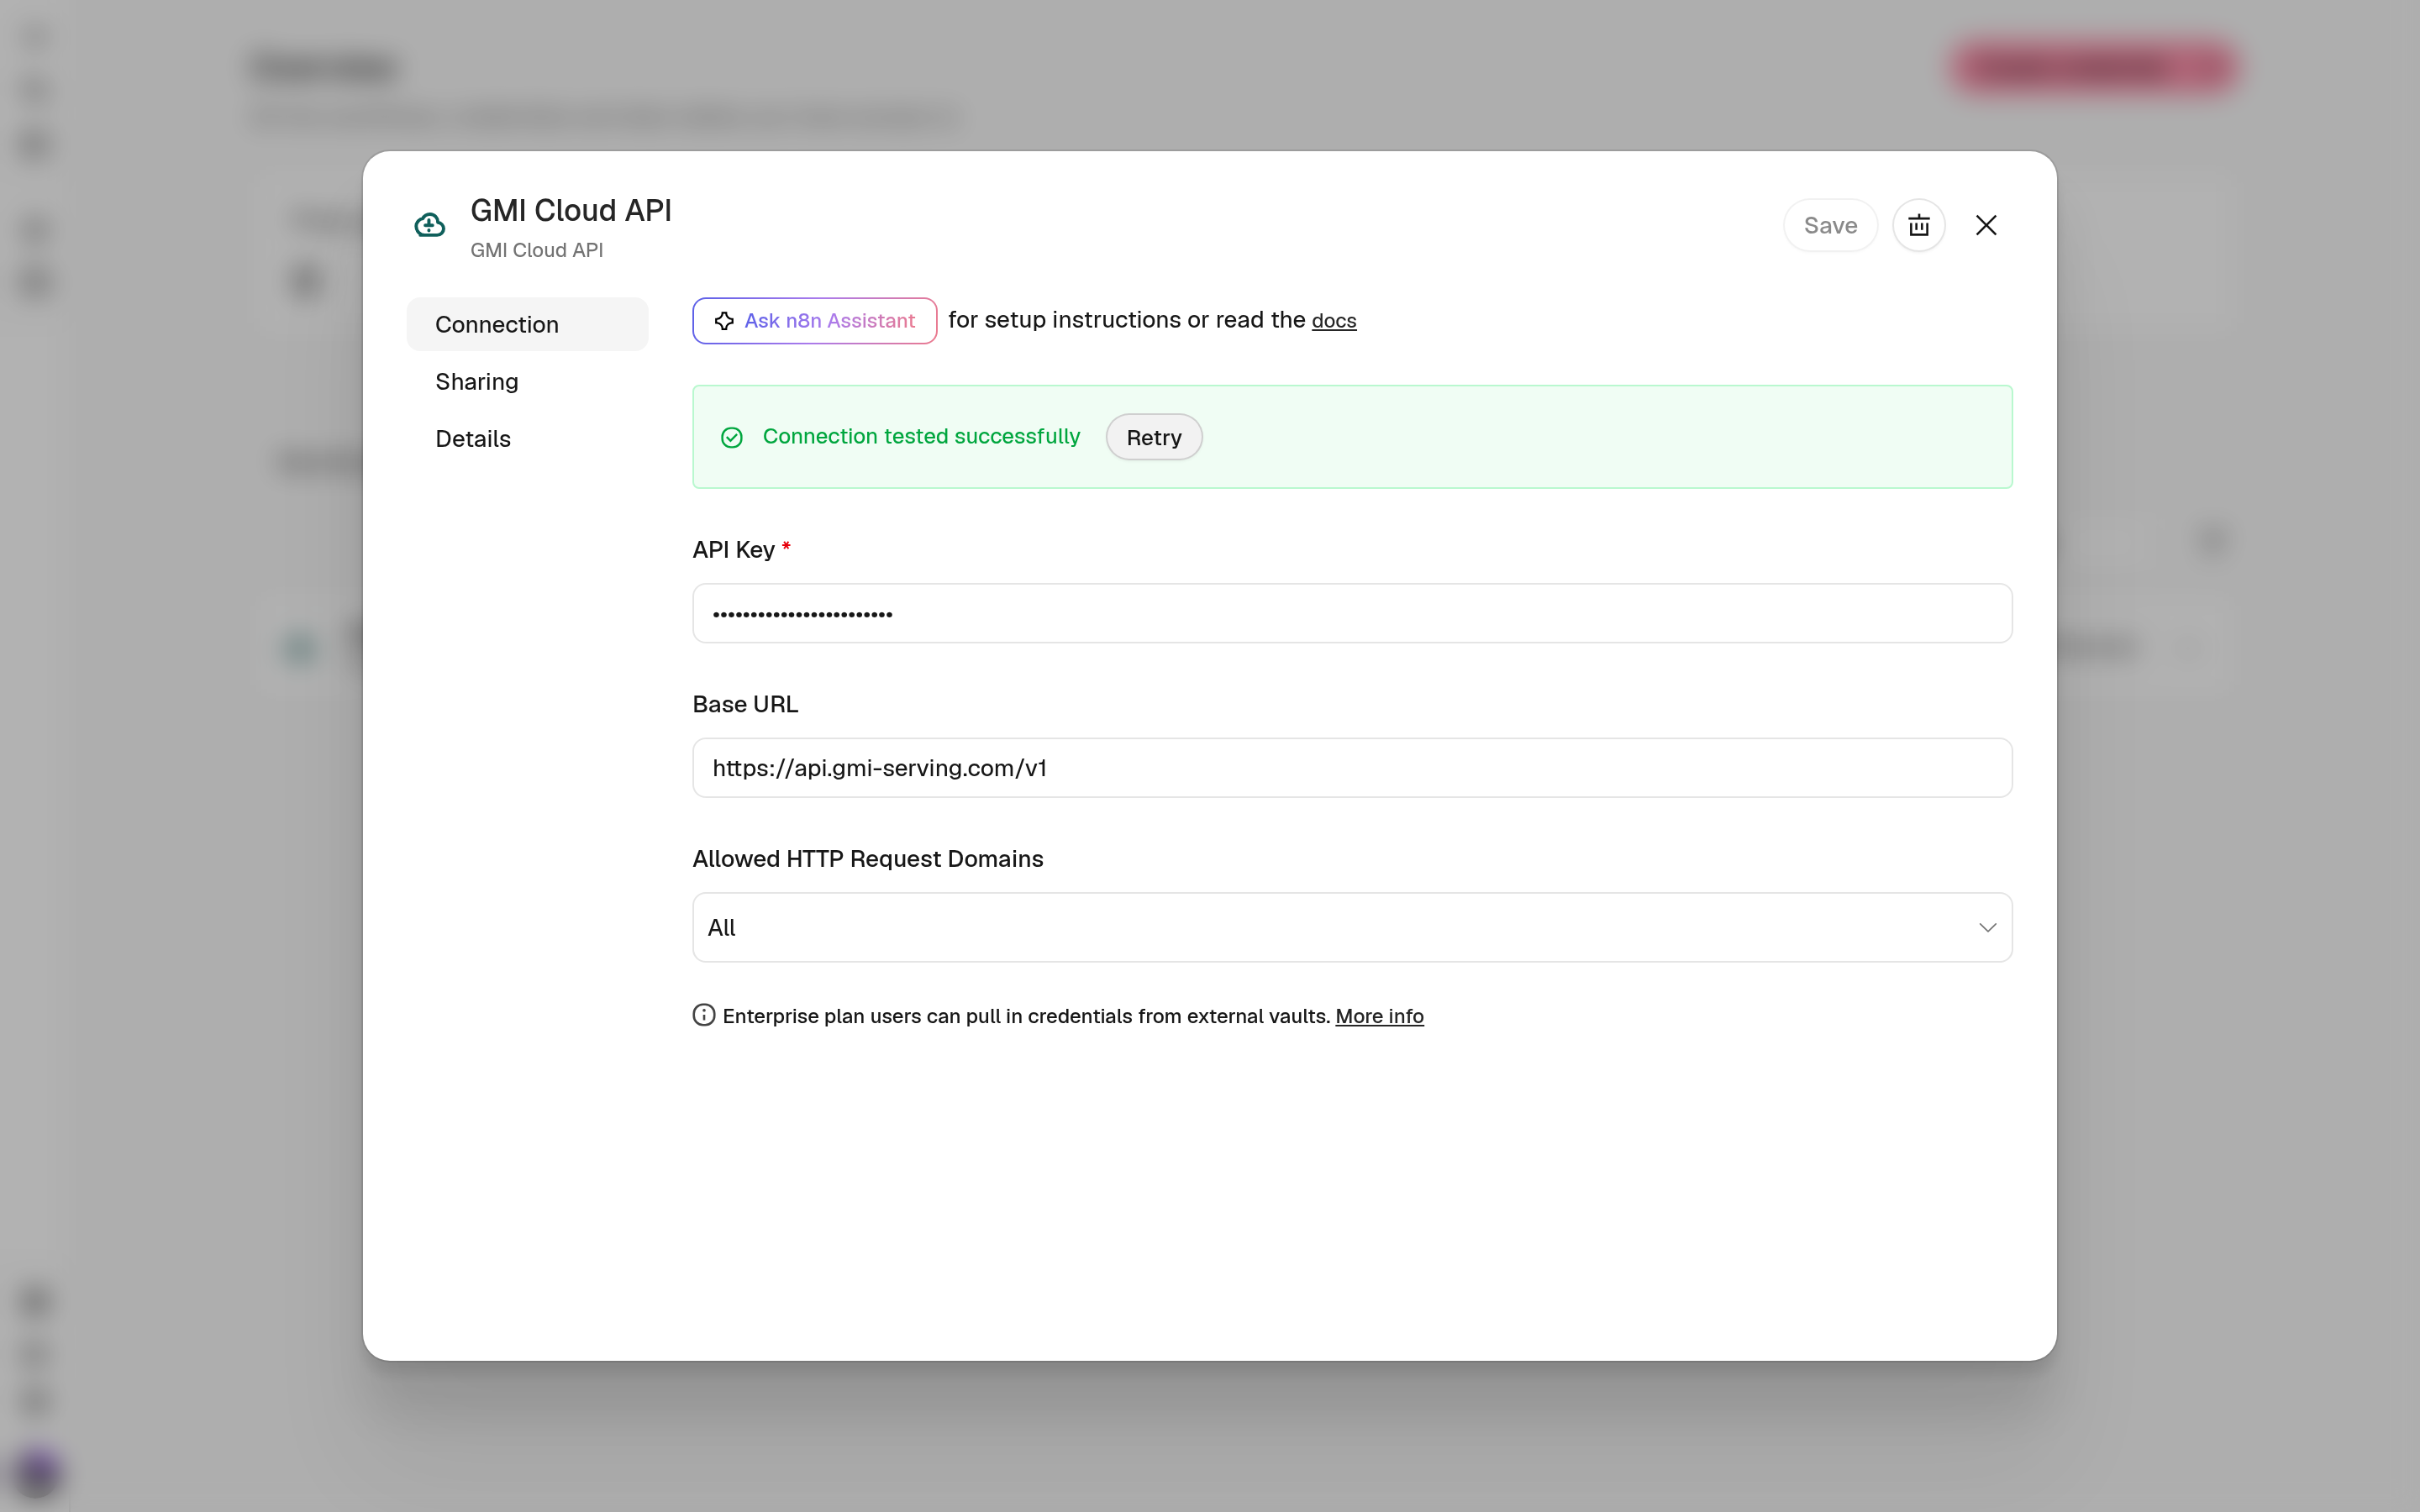 GMI Cloud API
GMI Cloud API
Save
Connection
Sharing
Details
Ask n8n Assistant for setup instructions or read the docs
Connection tested successfully Retry
API Key *
••••••••••••••••••••••••
Base URL
https://api.gmi-serving.com/v1
Allowed HTTP Request Domains
All
Enterprise plan users can pull in credentials from external vaults. More info